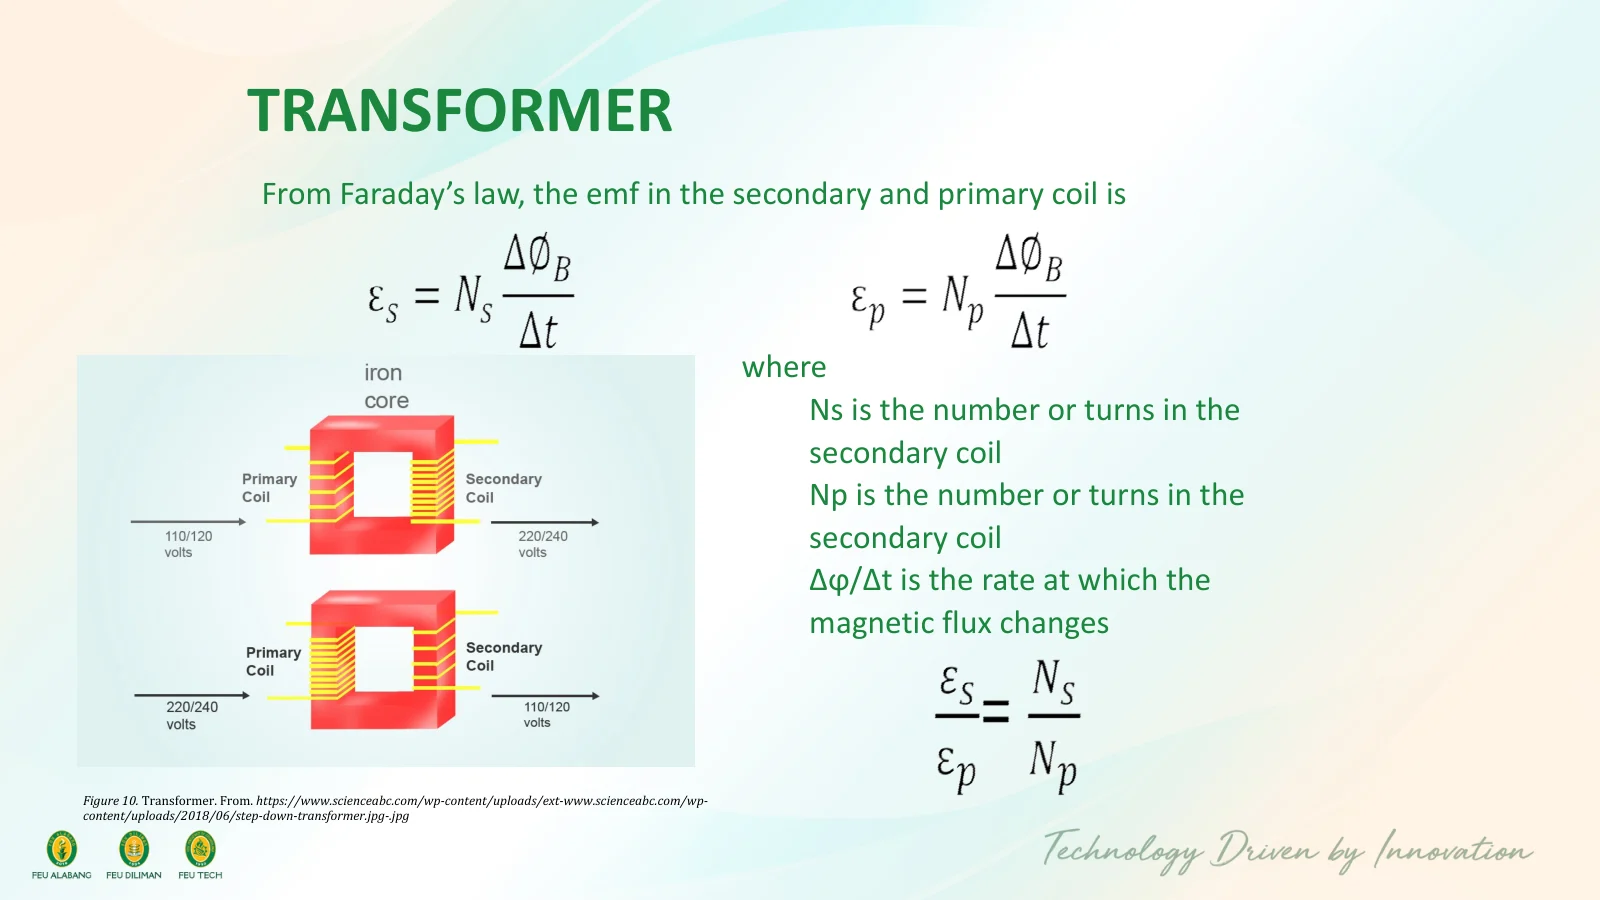 TRANSFORMER
From Faraday's law, the emf in the secondary and primary coil is
εs = Ns ΔØB/Δt
εp = Np ΔØB/Δt
iron
core
Primary
Coil
Secondary
Coil
110/120
volts
220/240
volts
Primary
Coil
Secondary
Coil
220/240
volts
110/120
volts
where
Ns is the number or turns in the
secondary coil
Np is the number or turns in the
secondary coil
Δφ/Δt is the rate at which the
magnetic flux changes
εS/εp = NS/Np
Figure 10. Transformer. From. https://www.scienceabc.com/wp-content/uploads/ext-www.scienceabc.com/wp-
content/uploads/2018/06/step-down-transformer.jpg-.jpg
FEU ALABANG
FEU DILIMAN
FEU TECH
Technology Driven by Innovation